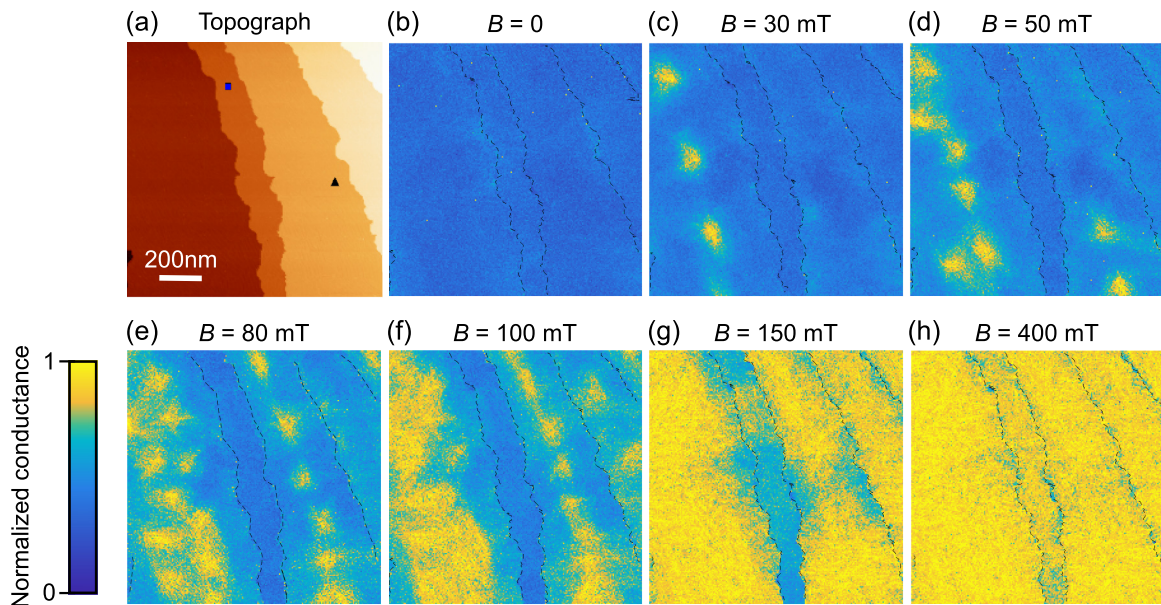 (a) Topograph
(b) B = 0
(c) B = 30 mT
(d) B = 50 mT
200nm
(e) B = 80 mT
(f) B = 100 mT
(g) B = 150 mT
(h) B = 400 mT
Normalized conductance
1
0